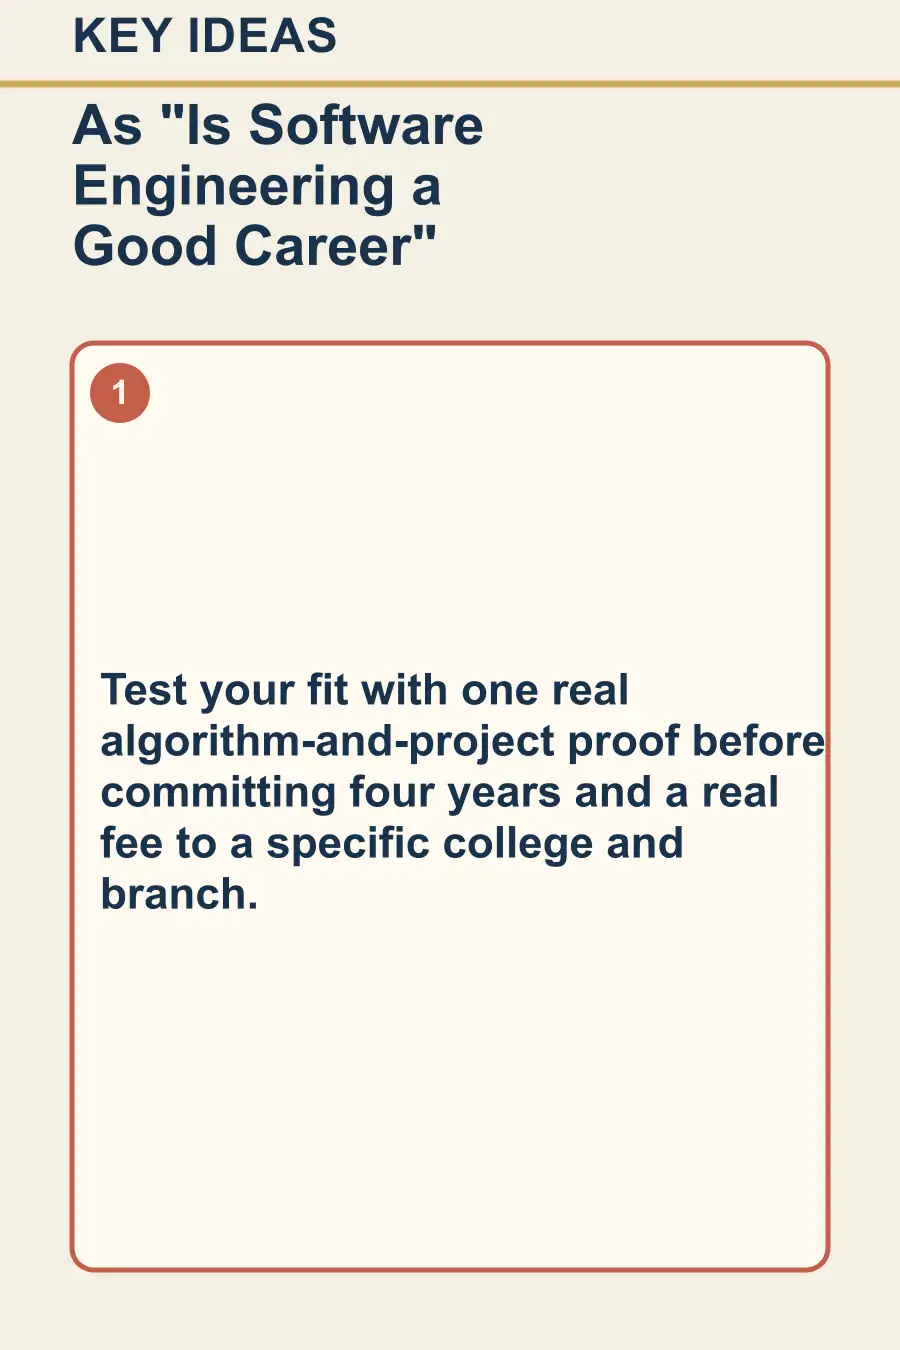 KEY IDEAS
As "Is Software
Engineering a
Good Career"
1
Test your fit with one real
algorithm-and-project proof before
committing four years and a real
fee to a specific college and
branch.